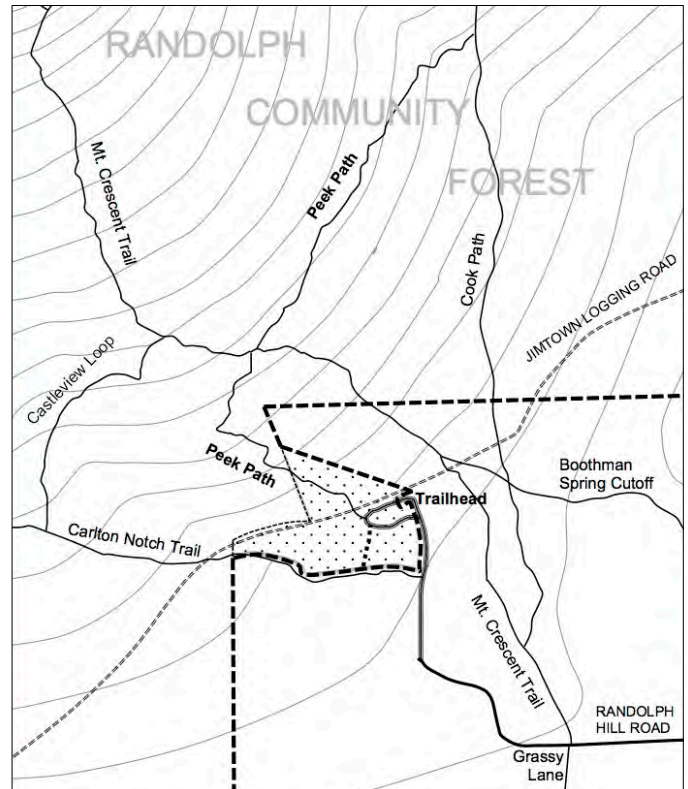 RANDOLPH
COMMUNITY
FOREST
Mt. Crescent Trail
Peek Path
Cook Path
JIMTOWN LOGGING ROAD
Castleview Loop
Peek Path
Boothman
Spring Cutoff
Trailhead
Carlton Notch Trail
Mt. Crescent Trail
RANDOLPH
HILL ROAD
Grassy
Lane